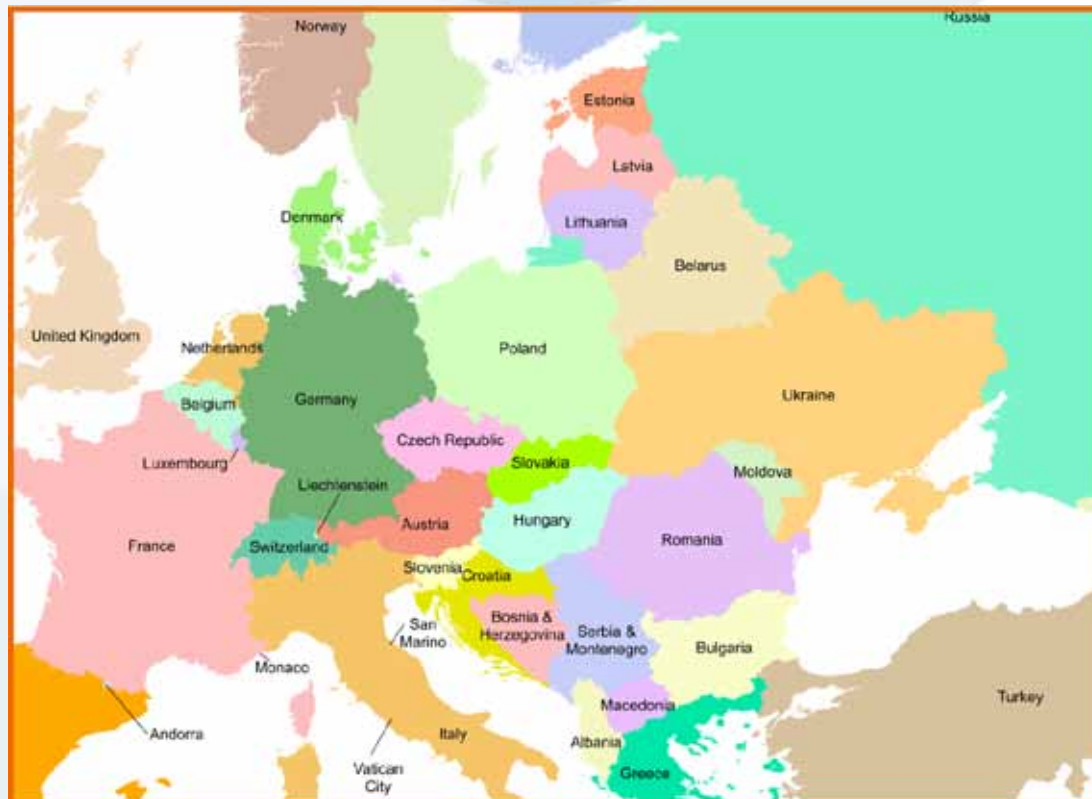 Russia
Norway
Estonia
Latvia
Denmark
Lithuania
Belarus
United Kingdom
Netherlands
Poland
Germany
Ukraine
Belgium
Czech Republic
Luxembourg
Slovakia
Moldova
Liechtenstein
Austria
Hungary
France
Switzerland
Romania
Slovenia
Croatia
Bosnia &
Herzegovina
San
Marino
Serbia &
Montenegro
Bulgaria
Monaco
Turkey
Macedonia
Andorra
Italy
Albania
Vatican
City
Greece